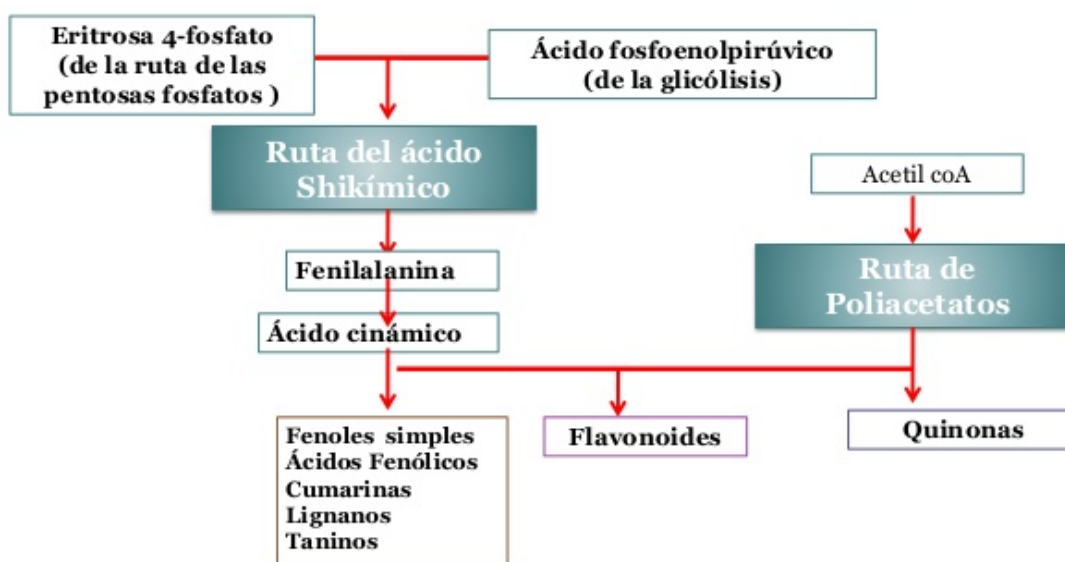 Eritrosa 4-fosfato
(de la ruta de las
pentosas fosfatos )
Ácido fosfoenolpirúvico
(de la glicólisis)
Ruta del ácido
Shikímico
Acetil coA
Fenilalanina
Ruta de
Poliacetatos
Ácido cinámico
Fenoles simples
Ácidos Fenólicos
Cumarinas
Lignanos
Taninos
Flavonoides
Quinonas